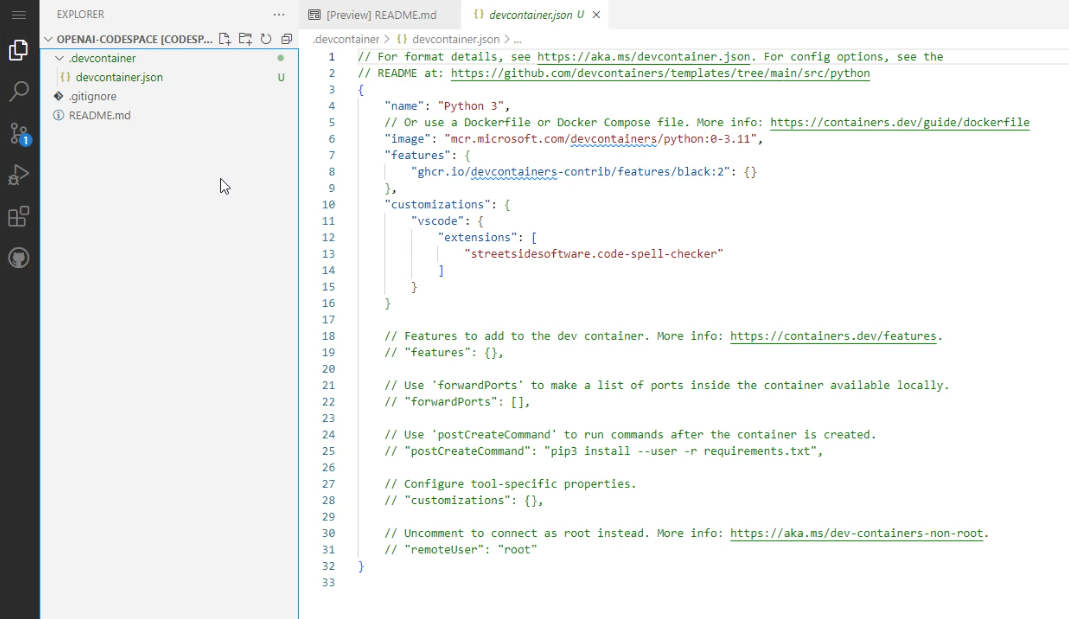 EXPLORER
OPENAI-CODESPACE [CODESP...
.devcontainer
{} devcontainer.json U
.gitignore
README.md
1
[Preview] README.md
{} devcontainer.json U
.devcontainer > {} devcontainer.json > ...
1 // For format details, see https://aka.ms/devcontainer.json. For config options, see the
2 // README at: https://github.com/devcontainers/templates/tree/main/src/python
3 {
4 "name": "Python 3",
5 // Or use a Dockerfile or Docker Compose file. More info: https://containers.dev/guide/dockerfile
6 "image": "mcr.microsoft.com/devcontainers/python:0-3.11",
7 "features": {
8 "ghcr.io/devcontainers-contrib/features/black:2": {}
9 },
10 "customizations": {
11 "vscode": {
12 "extensions": [
13 "streetsidesoftware.code-spell-checker"
14 ]
15 }
16 }
17
18 // Features to add to the dev container. More info: https://containers.dev/features.
19 // "features": {},
20
21 // Use 'forwardPorts' to make a list of ports inside the container available locally.
22 // "forwardPorts": [],
23
24 // Use 'postCreateCommand' to run commands after the container is created.
25 // "postCreateCommand": "pip3 install --user -r requirements.txt",
26
27 // Configure tool-specific properties.
28 // "customizations": {},
29
30 // Uncomment to connect as root instead. More info: https://aka.ms/dev-containers-non-root.
31 // "remoteUser": "root"
32 }
33